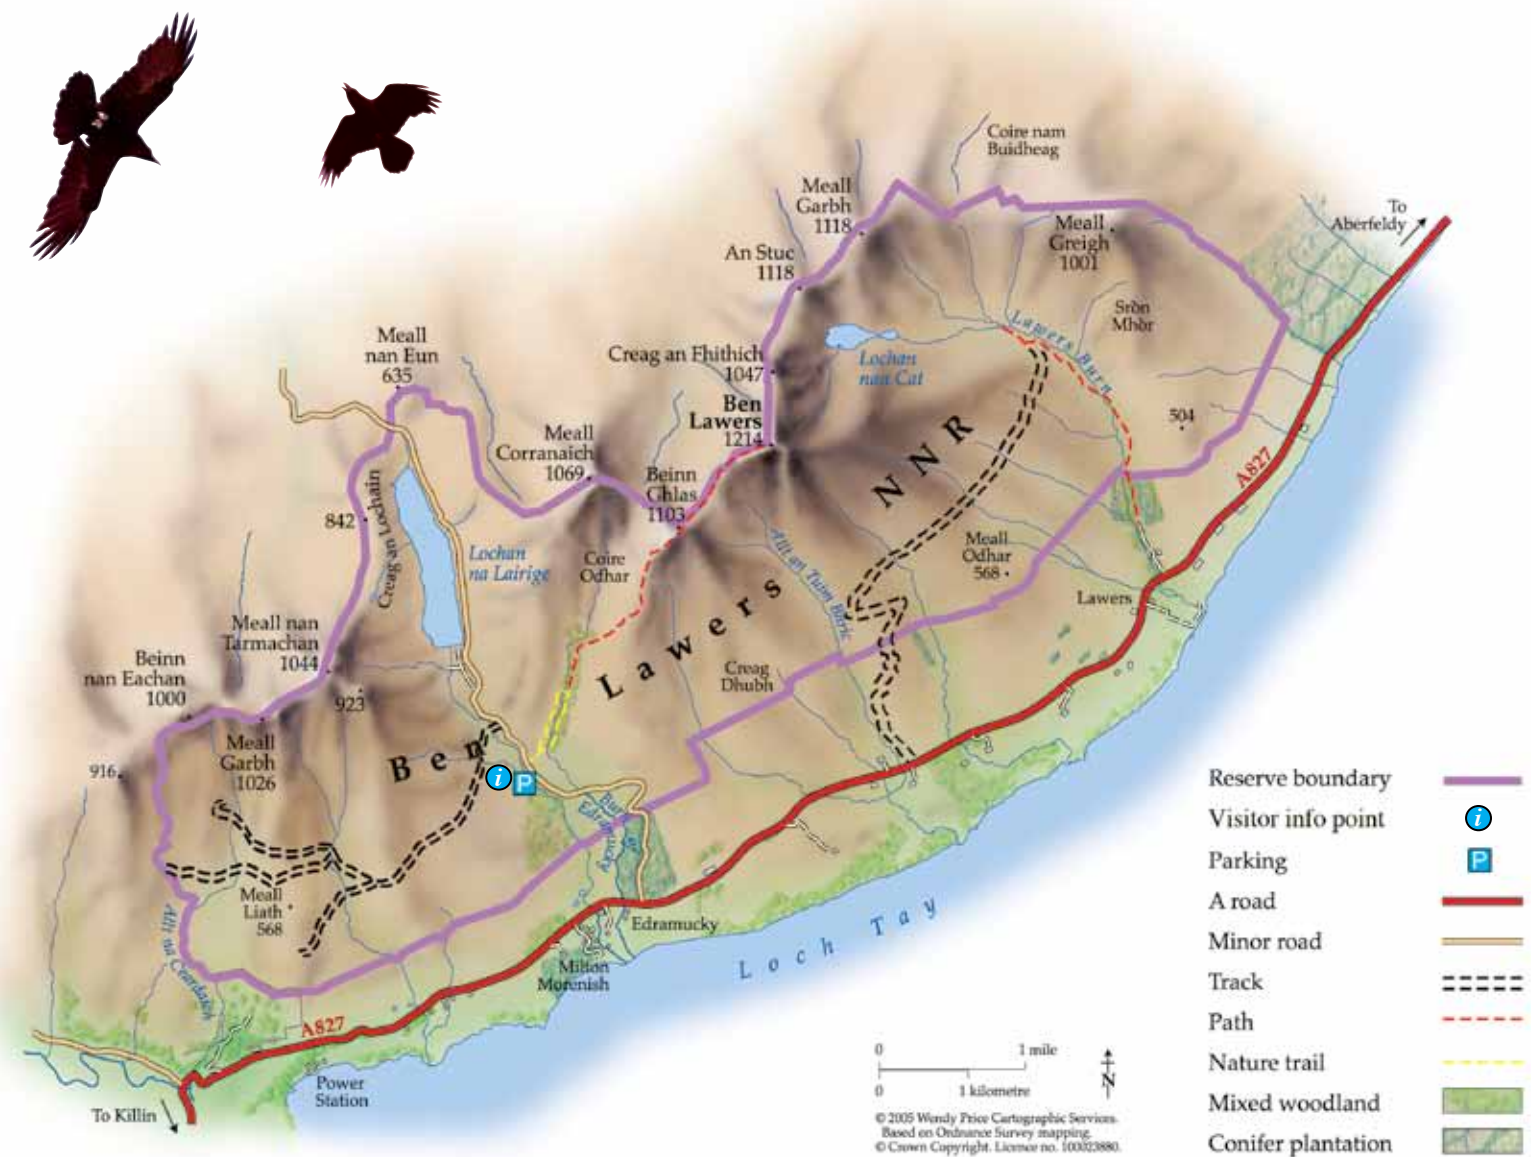 Coire nam
Buidheag
Meall
Garbh
1118
To
Aberfeldy
Meall
Greigh
1001
An Stuc
1118
Sròn
Mhòr
Lawers Burn
Meall
nan Eun
635
Creag an Fhithich
1047
Lochan
nan Cat
Ben
Lawers
1214
504
A827
Meall
Corranaich
1069
Beinn
Ghlas
1103
NNR
842
Creag an Lochain
Lochan
na Lairige
Coire
Odhar
Allt an Tuim Bhric
Meall
Odhar
568
Lawers
Lawers
Meall nan
Tarmachan
1044
Beinn
nan Eachan
1000
923
Creag
Dhubh
Meall
Garbh
1026
916
Ben
i
P
Burn of
Edramucky
Meall
Liath
568
Allt na Ceardaich
Edramucky
Milton
Morenish
Loch Tay
A827
Power
Station
To Killin
Reserve boundary
Visitor info point
i
Parking
P
A road
Minor road
Track
Path
Nature trail
Mixed woodland
Conifer plantation
0 1 mile
0 1 kilometre
N
© 2005 Wendy Price Cartographic Services.
Based on Ordnance Survey mapping.
© Crown Copyright. Licence no. 100023880.